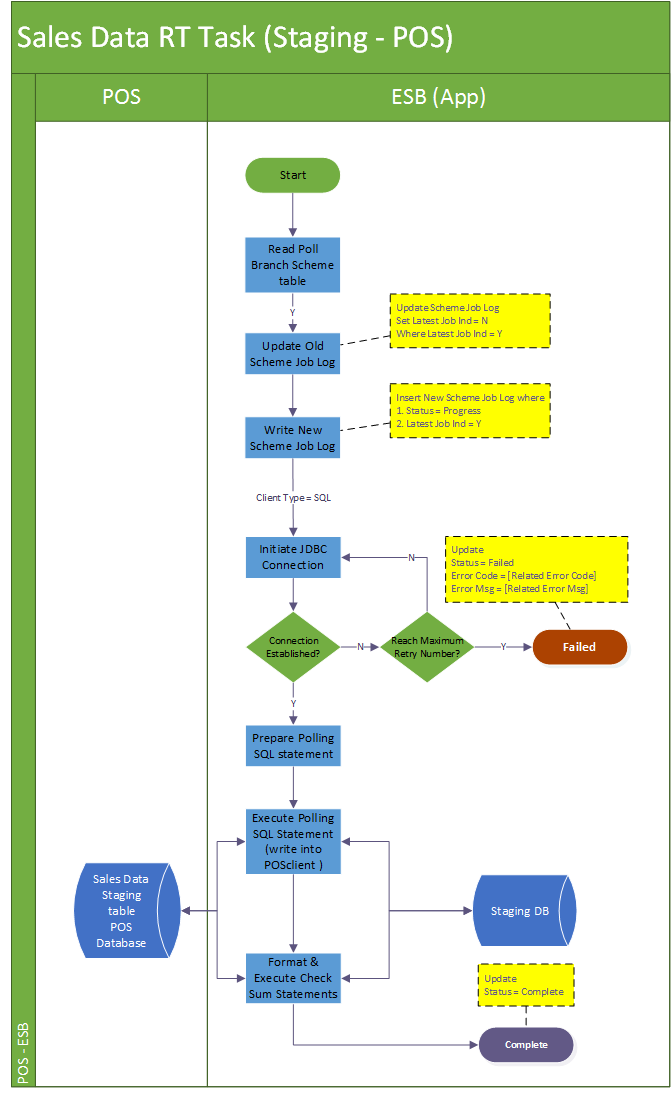 Sales Data RT Task (Staging - POS)
POS
ESB (App)
Start
Read Poll
Branch Scheme
table
Y
Update Scheme Job Log
Set Latest Job Ind = N
Where Latest Job Ind = Y
Update Old
Scheme Job Log
Insert New Scheme Job Log where
1. Status = Progress
2. Latest Job Ind = Y
Write New
Scheme Job Log
Client Type = SQL
Initiate JDBC
Connection
N
Update
Status = Failed
Error Code = [Related Error Code]
Error Msg = [Related Error Msg]
Connection
Established?
N
Reach Maximum
Retry Number?
Y
Failed
Y
Prepare Polling
SQL statement
Execute Polling
SQL Statement
(write into
POSclient )
Sales Data
Staging
table
POS
Database
Staging DB
Format &
Execute Check
Sum Statements
Update
Status = Complete
Complete
POS - ESB